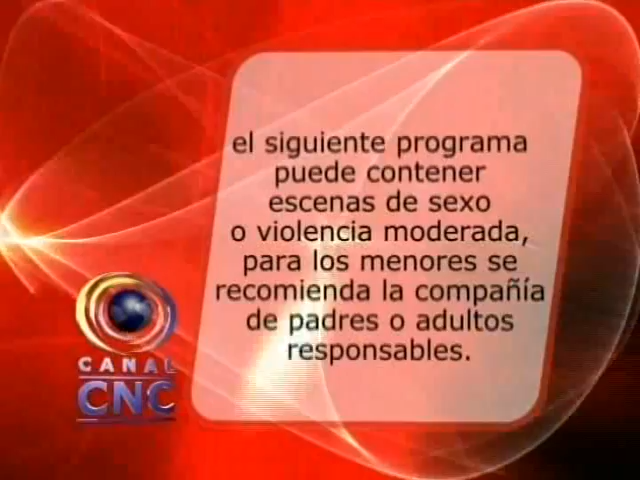 el siguiente programa
puede contener
escenas de sexo
o violencia moderada,
para los menores se
recomienda la compañía
de padres o adultos
responsables.
CANAL
CNC